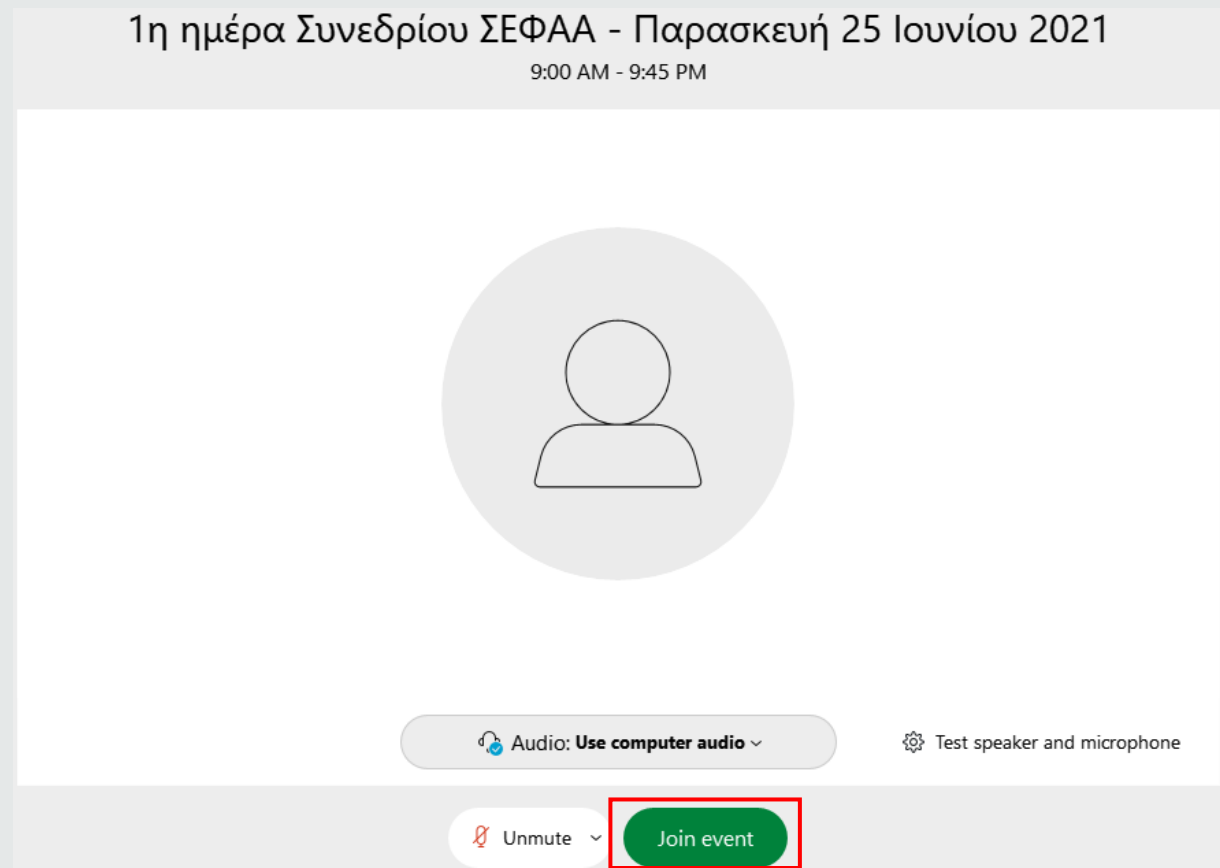 1η ημέρα Συνεδρίου ΣΕΦΑΑ - Παρασκευή 25 Ιουνίου 2021
9:00 AM - 9:45 PM
Audio: Use computer audio
Test speaker and microphone
Unmute
Join event